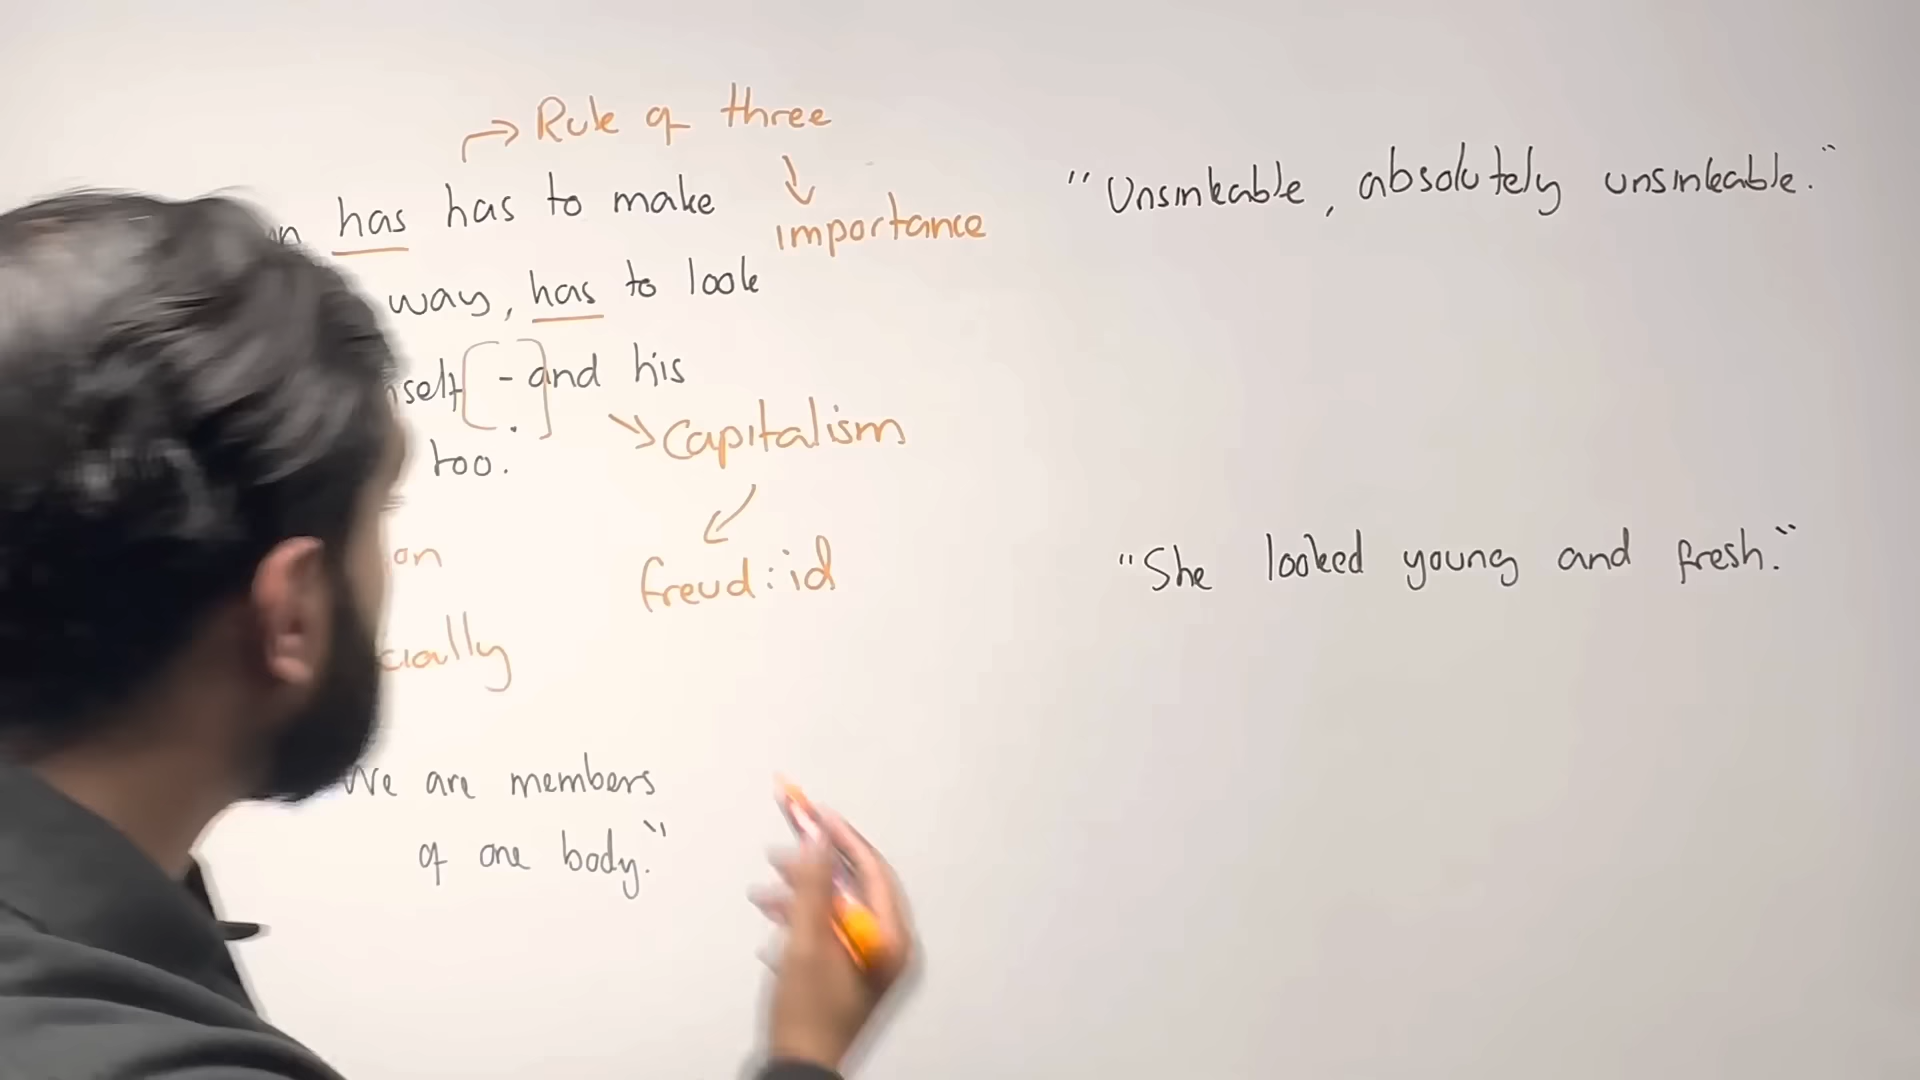 Rule of three
has has to make
importance
way, has to look
self - and his
Capitalism
too.
on
freud: id
cially
We are members
of one body."
"Unsinkable, absolutely unsinkable."
"She looked young and fresh."